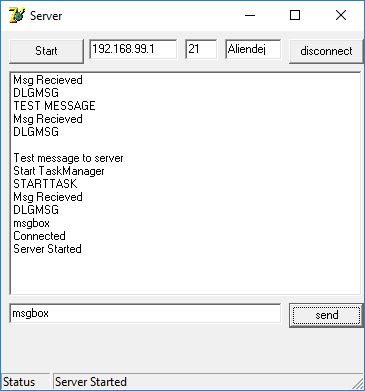 Server
Start 192.168.99.1 21 Aliendej disconnect
Msg Recieved
DLGMSG
TEST MESSAGE
Msg Recieved
DLGMSG
Test message to server
Start TaskManager
STARTTASK
Msg Recieved
DLGMSG
msgbox
Connected
Server Started
msgbox send
Status Server Started